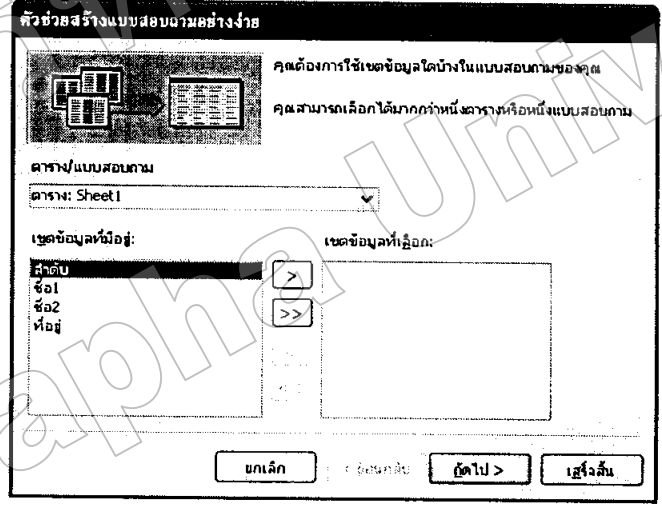 ตัวช่วยสร้างแบบสอบถามอย่างง่าย
คุณต้องการใช้เขตข้อมูลใดบ้างในแบบสอบถามของคุณ
คุณสามารถเลือกได้มากกว่าหนึ่งตารางหรือหนึ่งแบบสอบถาม
ตาราง/แบบสอบถาม
ตาราง: Sheet1
เขตข้อมูลที่มีอยู่:
เขตข้อมูลที่เลือก:
ลำดับ
ชื่อ1
ชื่อ2
ที่อยู่
>
>>
ยกเลิก
< ย้อนกลับ
ถัดไป >
เสร็จสิ้น